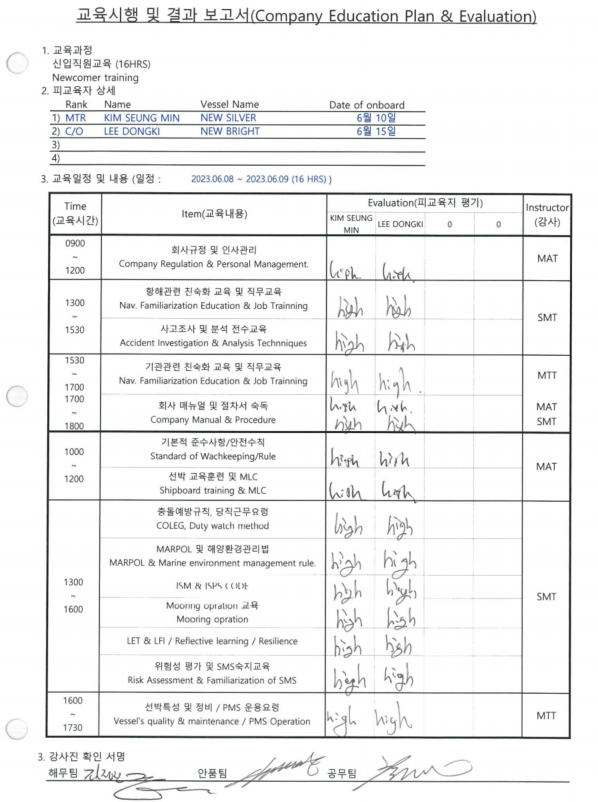 교육시행 및 결과 보고서(Company Education Plan & Evaluation)
1. 교육과정
신입직원교육 (16HRS)
Newcomer training
2. 피교육자 상세
Rank Name Vessel Name Date of onboard
1) MTR KIM SEUNG MIN NEW SILVER 6월 10일
2) C/O LEE DONGKI NEW BRIGHT 6월 15일
3)
4)
3. 교육일정 및 내용 (일정 : 2023.06.08 ~ 2023.06.09 (16 HRS) )
Time (교육시간) Item(교육내용) Evaluation(피교육자 평가) Instructor (강사)
KIM SEUNG MIN LEE DONGKI 0 0
0900 ~ 1200
회사규정 및 인사관리
Company Regulation & Personal Management. high high MAT
1300 ~ 1530
항해관련 친숙화 교육 및 직무교육
Nav. Familiarization Education & Job Trainning high high SMT
사고조사 및 분석 전수교육
Accident Investigation & Analysis Technniques high high
1530 ~ 1700
기관관련 친숙화 교육 및 직무교육
Nav. Familiarization Education & Job Trainning high high. MTT
1700 ~ 1800
회사 매뉴얼 및 절차서 숙독 high high. MAT
Company Manual & Procedure high high SMT
1000 ~ 1200
기본적 준수사항/안전수칙
Standard of Wachkeeping/Rule high high MAT
선박 교육훈련 및 MLC
Shipboard training & MLC high high
1300 ~ 1600
충돌예방규칙, 당직근무요령
COLEG, Duty watch method high high
MARPOL 및 해양환경관리법
MARPOL & Marine environment management rule. high high
ISM & ISPS CODE high high SMT
Mooring opration 교육
Mooring opration high high
LET & LFI / Reflective learning / Resilience high high
위험성 평가 및 SMS숙지교육
Risk Assessment & Familiarization of SMS high high
1600 ~ 1730
선박특성 및 정비 / PMS 운용요령
Vessel's quality & maintenance / PMS Operation high high MTT
3. 강사진 확인 서명
해무팀 안품팀 공무팀